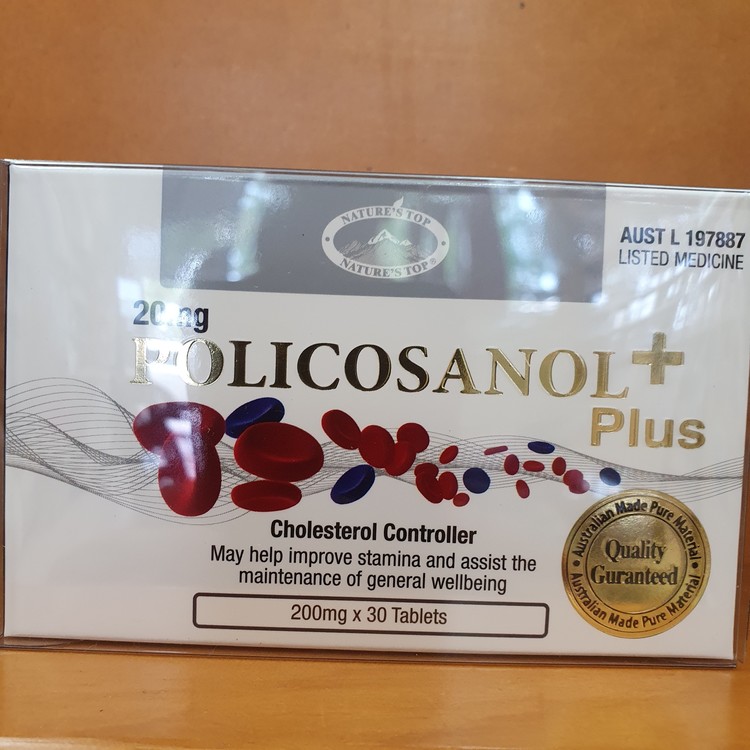 NATURE'S TOP
NATURE'S TOP®
AUST L 197887
LISTED MEDICINE
20mg
POLICOSANOL+
Plus
Cholesterol Controller
May help improve stamina and assist the
maintenance of general wellbeing
200mg x 30 Tablets
Australian Made Pure Material
Quality
Guranteed
Australian Made Pure Material